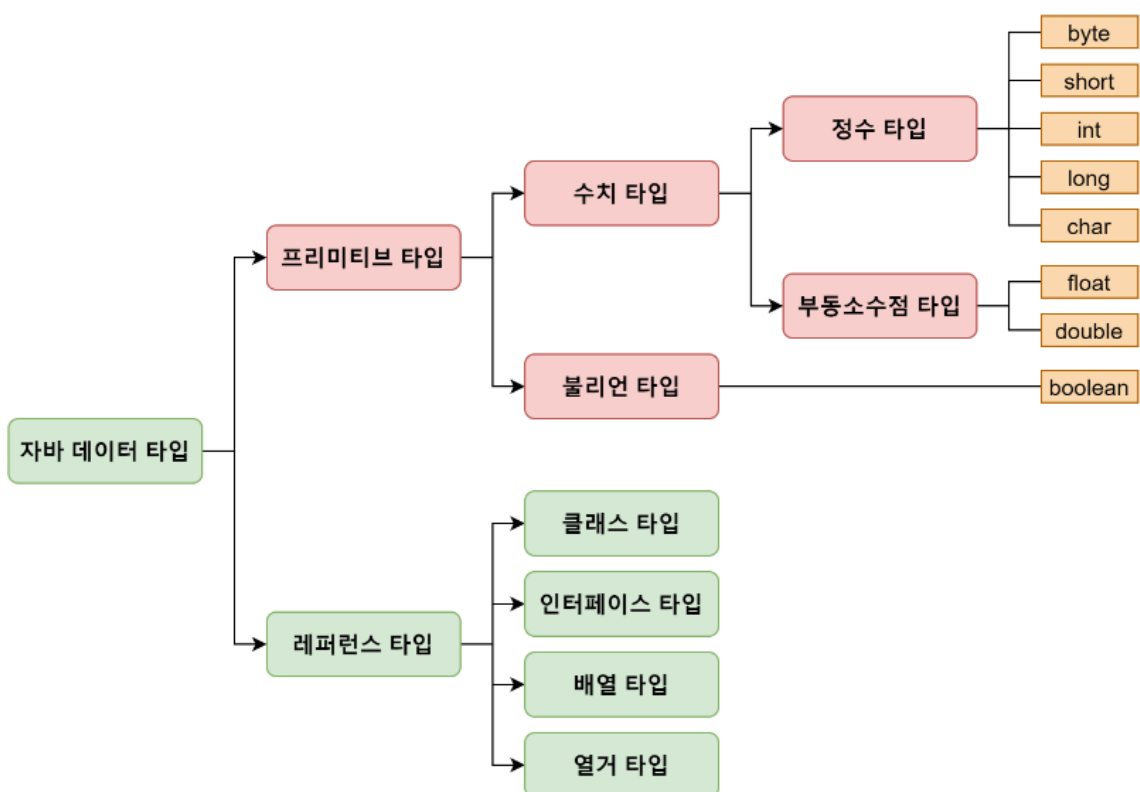 byte
short
정수 타입
int
long
수치 타입
char
프리미티브 타입
float
부동소수점 타입
double
불리언 타입
boolean
자바 데이터 타입
클래스 타입
인터페이스 타입
레퍼런스 타입
배열 타입
열거 타입